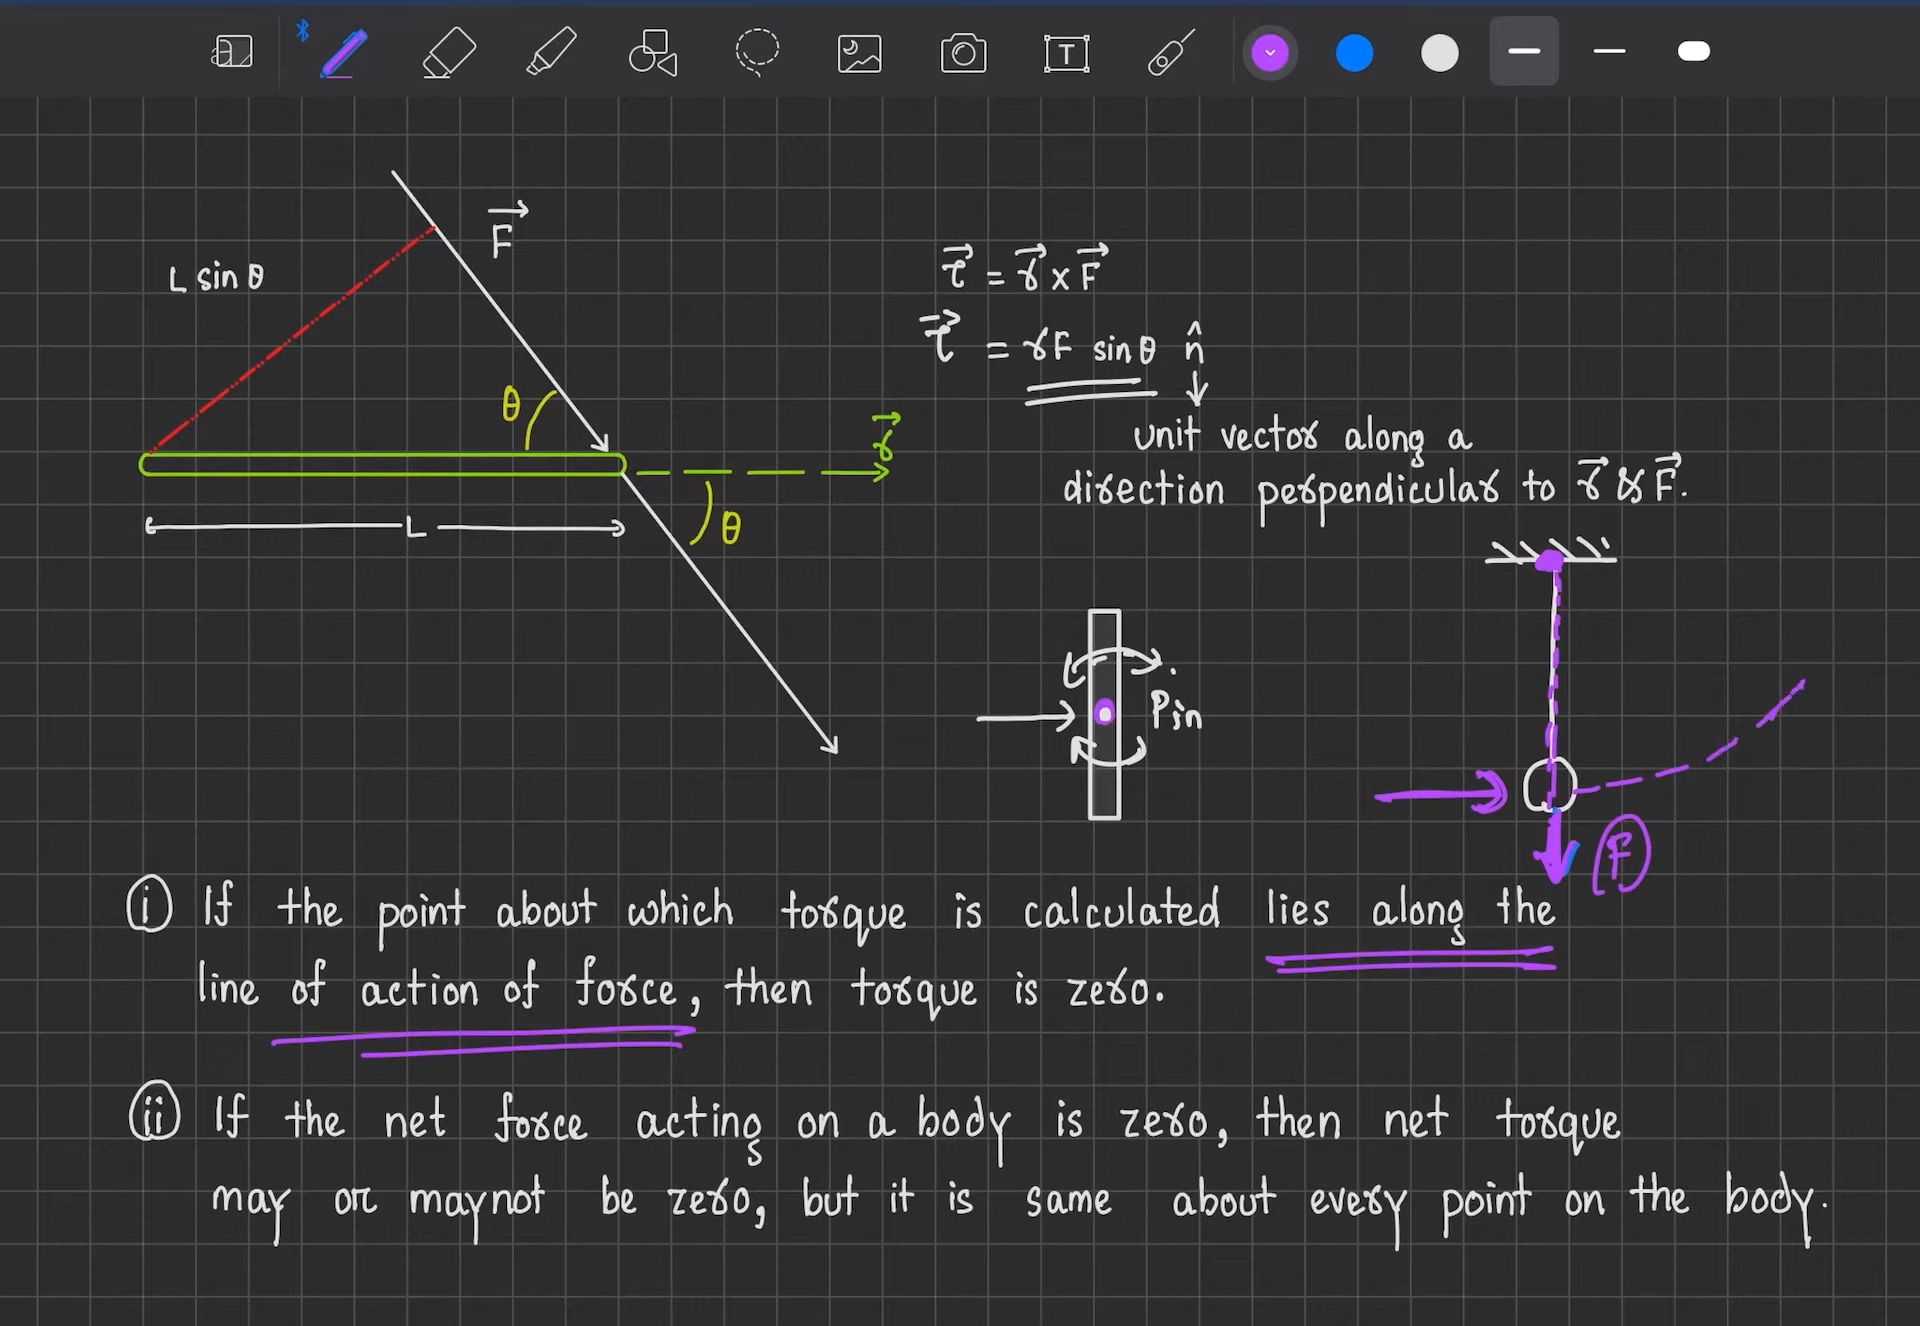 F
L sin θ
θ
r
θ
L
τ = r x F
τ = rF sinθ n̂
unit vector along a
direction perpendicular to r & F.
Pin
F
(i) If the point about which torque is calculated lies along the
line of action of force, then torque is zero.
(ii) If the net force acting on a body is zero, then net torque
may or maynot be zero, but it is same about every point on the body.
T